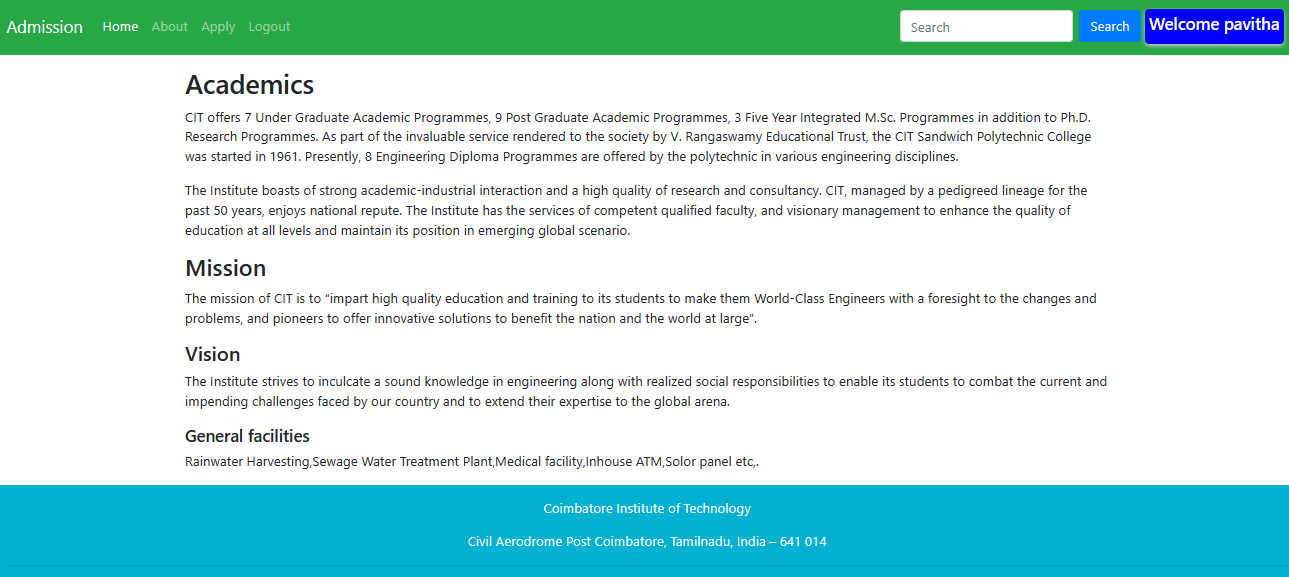 Admission Home About Apply Logout Search Search Welcome pavitha
Academics
CIT offers 7 Under Graduate Academic Programmes, 9 Post Graduate Academic Programmes, 3 Five Year Integrated M.Sc. Programmes in addition to Ph.D.
Research Programmes. As part of the invaluable service rendered to the society by V. Rangaswamy Educational Trust, the CIT Sandwich Polytechnic College
was started in 1961. Presently, 8 Engineering Diploma Programmes are offered by the polytechnic in various engineering disciplines.
The Institute boasts of strong academic-industrial interaction and a high quality of research and consultancy. CIT, managed by a pedigreed lineage for the
past 50 years, enjoys national repute. The Institute has the services of competent qualified faculty, and visionary management to enhance the quality of
education at all levels and maintain its position in emerging global scenario.
Mission
The mission of CIT is to “impart high quality education and training to its students to make them World-Class Engineers with a foresight to the changes and
problems, and pioneers to offer innovative solutions to benefit the nation and the world at large”.
Vision
The Institute strives to inculcate a sound knowledge in engineering along with realized social responsibilities to enable its students to combat the current and
impending challenges faced by our country and to extend their expertise to the global arena.
General facilities
Rainwater Harvesting,Sewage Water Treatment Plant,Medical facility,Inhouse ATM,Solor panel etc,.
Coimbatore Institute of Technology
Civil Aerodrome Post Coimbatore, Tamilnadu, India – 641 014